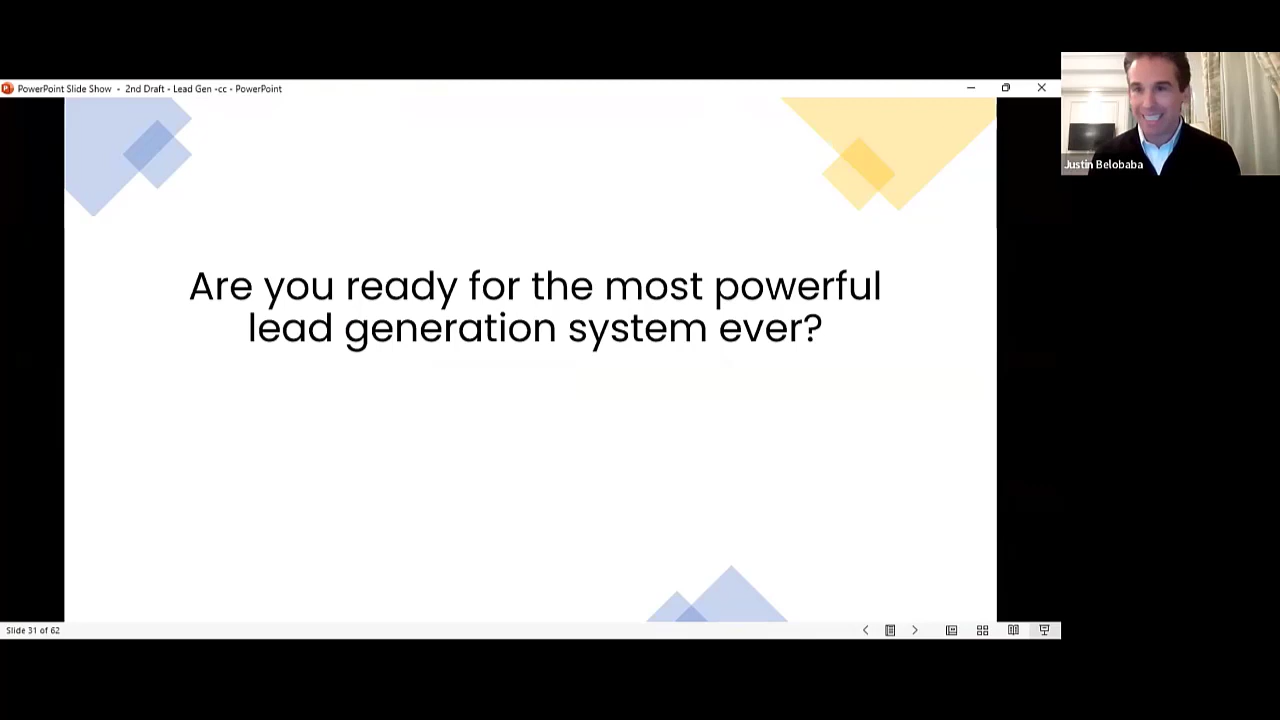 PowerPoint Slide Show - 2nd Draft - Lead Gen -cc - PowerPoint
Justin Belobaba
Are you ready for the most powerful
lead generation system ever?
Slide 31 of 62